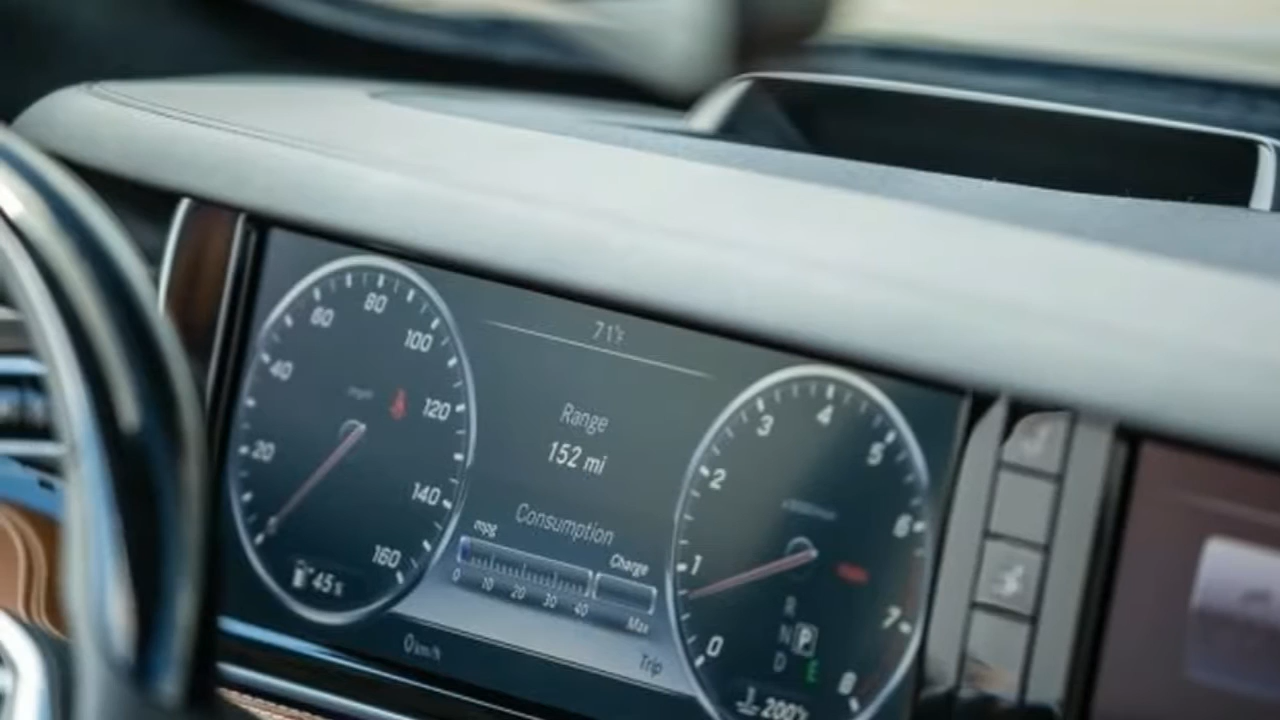 71°F
20
40
60
80
100
120
140
160
45%
Range
152 mi
Consumption
mpg
Charge
0 10 20 30 40
Max
0 km/h
Trip
0
1
2
3
4
5
6
7
8
R
N P
D E
200°F